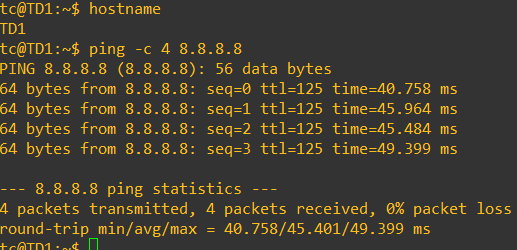 tc@TD1:~$ hostname
TD1
tc@TD1:~$ ping -c 4 8.8.8.8
PING 8.8.8.8 (8.8.8.8): 56 data bytes
64 bytes from 8.8.8.8: seq=0 ttl=125 time=40.758 ms
64 bytes from 8.8.8.8: seq=1 ttl=125 time=45.964 ms
64 bytes from 8.8.8.8: seq=2 ttl=125 time=45.484 ms
64 bytes from 8.8.8.8: seq=3 ttl=125 time=49.399 ms
--- 8.8.8.8 ping statistics ---
4 packets transmitted, 4 packets received, 0% packet loss
round-trip min/avg/max = 40.758/45.401/49.399 ms
tc@TD1:~$